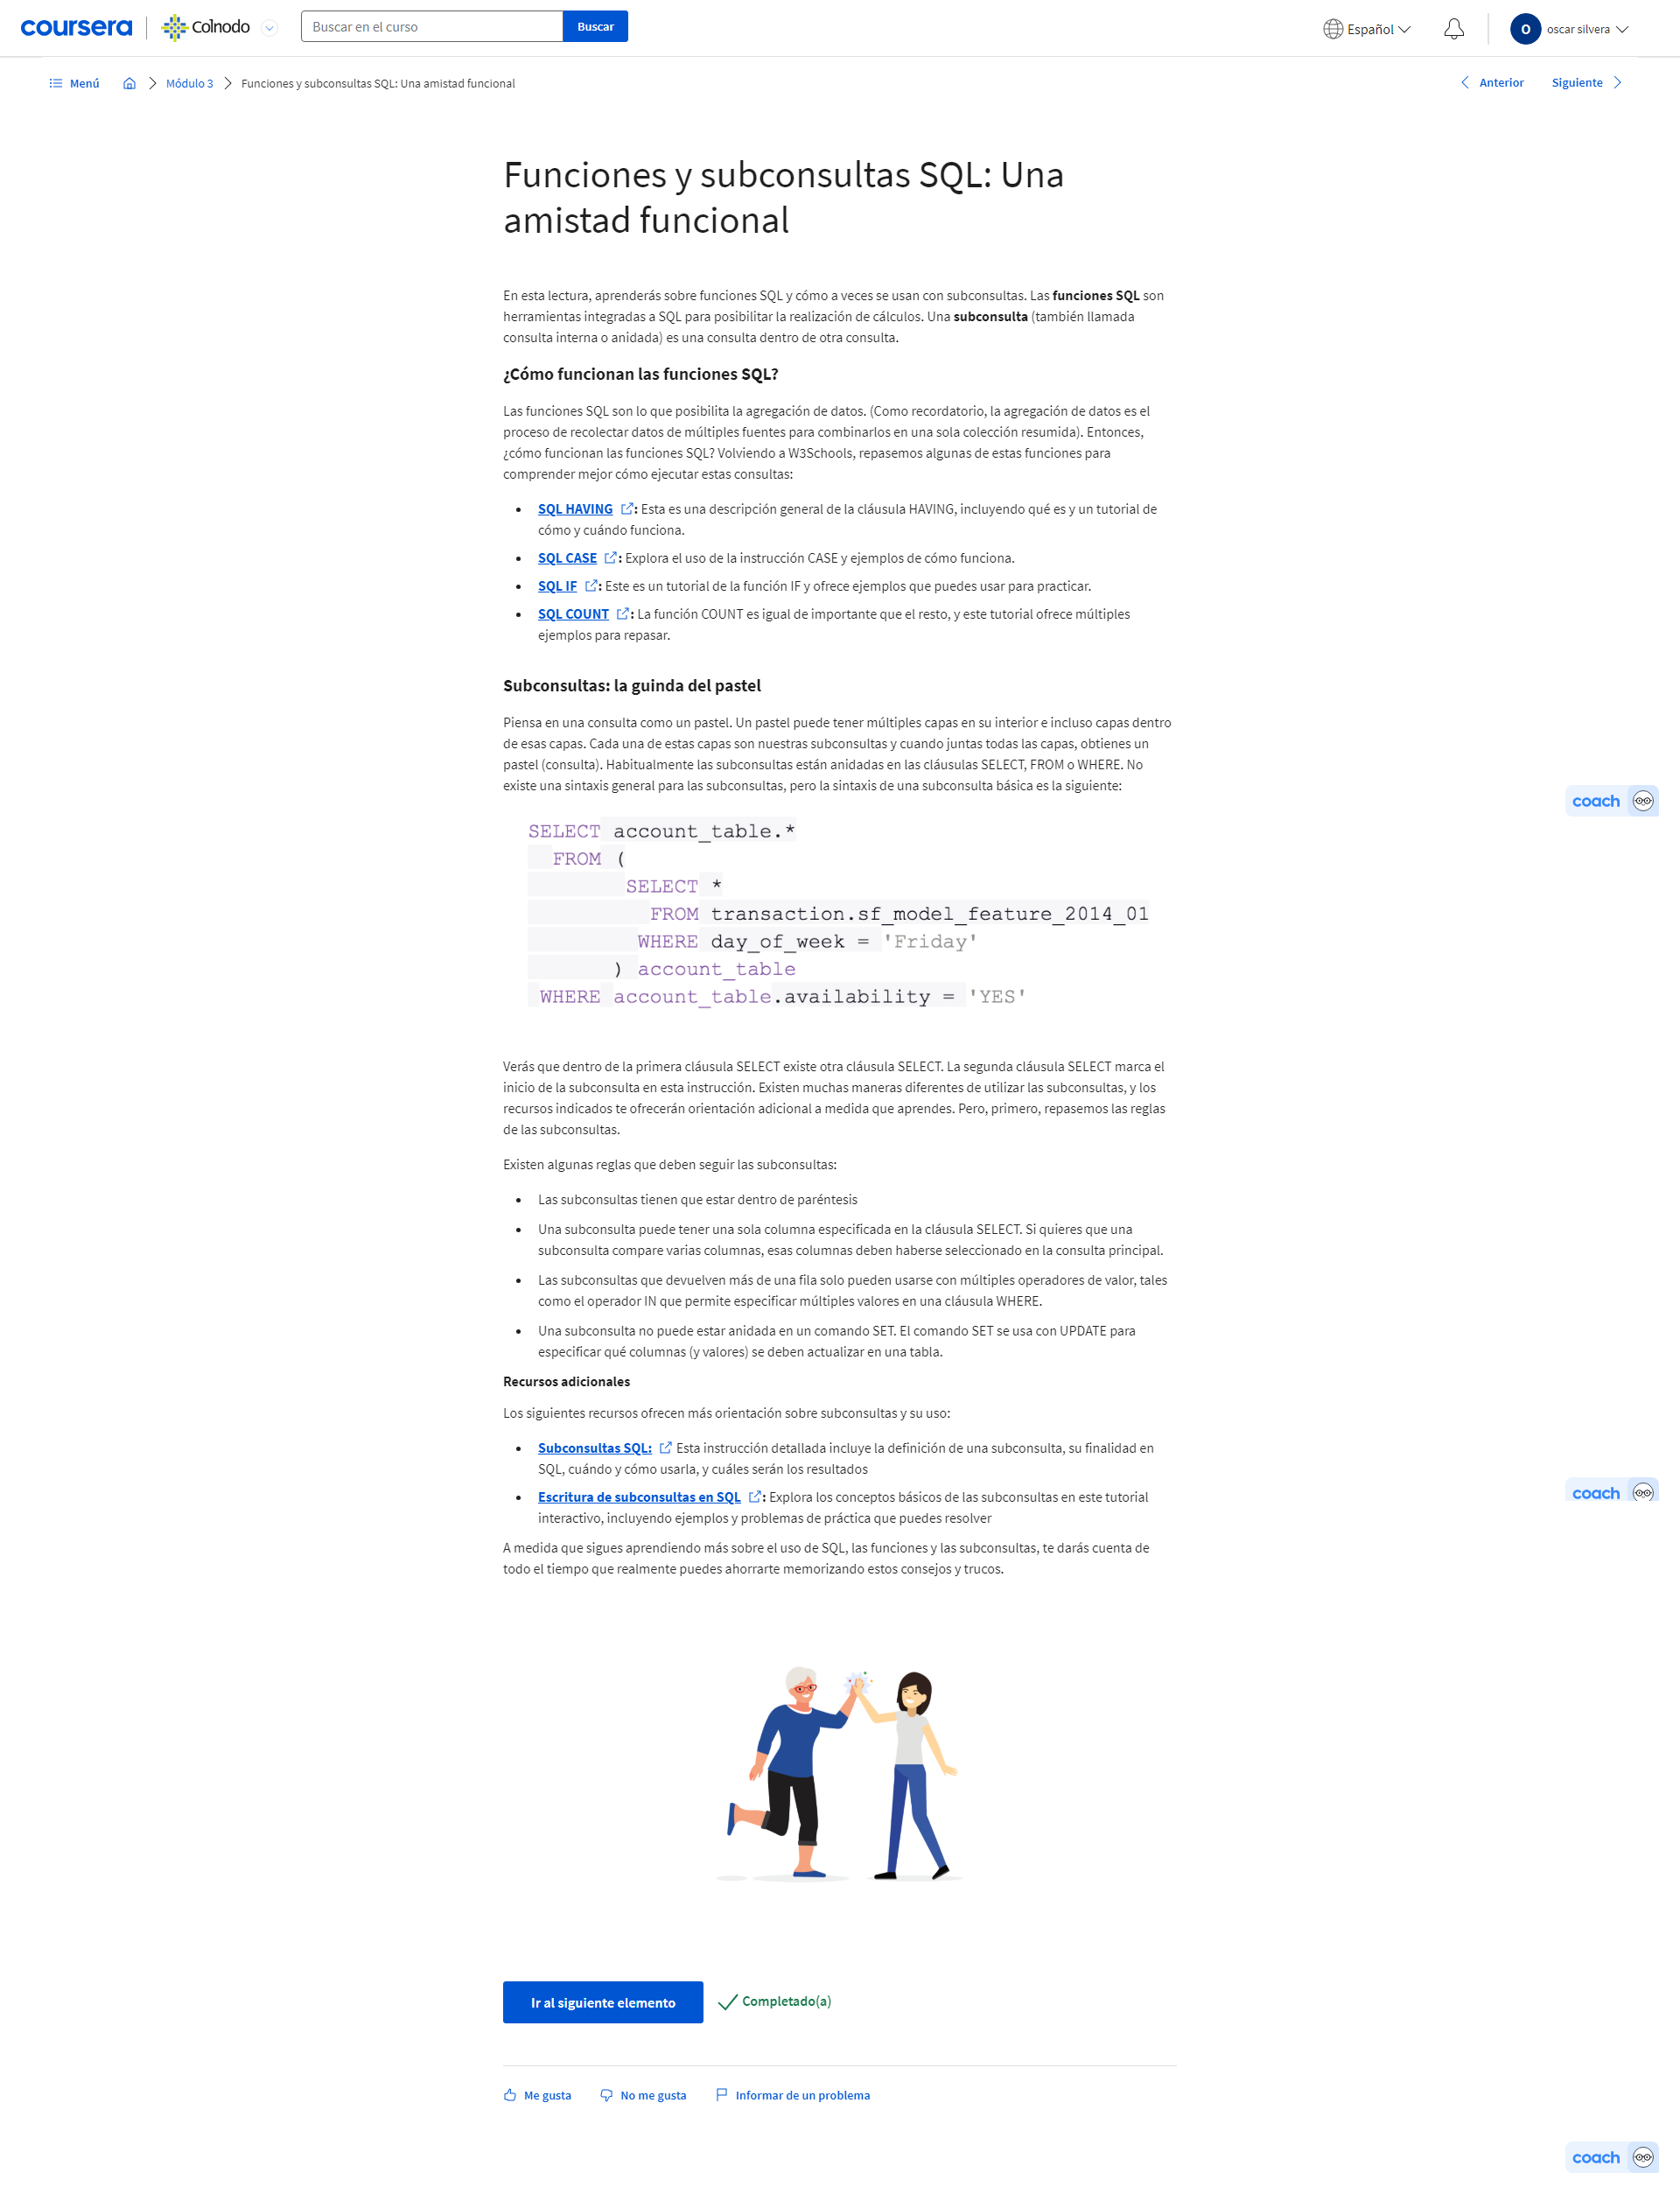 coursera
Colnodo
Buscar en el curso
Buscar
Español
O
oscar silvera
Menú
Módulo 3
Funciones y subconsultas SQL: Una amistad funcional
Anterior
Siguiente
Funciones y subconsultas SQL: Una
amistad funcional
En esta lectura, aprenderás sobre funciones SQL y cómo a veces se usan con subconsultas. Las funciones SQL son
herramientas integradas a SQL para posibilitar la realización de cálculos. Una subconsulta (también llamada
consulta interna o anidada) es una consulta dentro de otra consulta.
¿Cómo funcionan las funciones SQL?
Las funciones SQL son lo que posibilita la agregación de datos. (Como recordatorio, la agregación de datos es el
proceso de recolectar datos de múltiples fuentes para combinarlos en una sola colección resumida). Entonces,
¿cómo funcionan las funciones SQL? Volviendo a W3Schools, repasemos algunas de estas funciones para
comprender mejor cómo ejecutar estas consultas:
SQL HAVING : Esta es una descripción general de la cláusula HAVING, incluyendo qué es y un tutorial de
cómo y cuándo funciona.
SQL CASE : Explora el uso de la instrucción CASE y ejemplos de cómo funciona.
SQL IF : Este es un tutorial de la función IF y ofrece ejemplos que puedes usar para practicar.
SQL COUNT : La función COUNT es igual de importante que el resto, y este tutorial ofrece múltiples
ejemplos para repasar.
Subconsultas: la guinda del pastel
Piensa en una consulta como un pastel. Un pastel puede tener múltiples capas en su interior e incluso capas dentro
de esas capas. Cada una de estas capas son nuestras subconsultas y cuando juntas todas las capas, obtienes un
pastel (consulta). Habitualmente las subconsultas están anidadas en las cláusulas SELECT, FROM o WHERE. No
existe una sintaxis general para las subconsultas, pero la sintaxis de una subconsulta básica es la siguiente:
coach
SELECT account_table.*
FROM (
SELECT *
FROM transaction.sf_model_feature_2014_01
WHERE day_of_week = 'Friday'
) account_table
WHERE account_table.availability = 'YES'
Verás que dentro de la primera cláusula SELECT existe otra cláusula SELECT. La segunda cláusula SELECT marca el
inicio de la subconsulta en esta instrucción. Existen muchas maneras diferentes de utilizar las subconsultas, y los
recursos indicados te ofrecerán orientación adicional a medida que aprendes. Pero, primero, repasemos las reglas
de las subconsultas.
Existen algunas reglas que deben seguir las subconsultas:
Las subconsultas tienen que estar dentro de paréntesis
Una subconsulta puede tener una sola columna especificada en la cláusula SELECT. Si quieres que una
subconsulta compare varias columnas, esas columnas deben haberse seleccionado en la consulta principal.
Las subconsultas que devuelven más de una fila solo pueden usarse con múltiples operadores de valor, tales
como el operador IN que permite especificar múltiples valores en una cláusula WHERE.
Una subconsulta no puede estar anidada en un comando SET. El comando SET se usa con UPDATE para
especificar qué columnas (y valores) se deben actualizar en una tabla.
Recursos adicionales
Los siguientes recursos ofrecen más orientación sobre subconsultas y su uso:
Subconsultas SQL: Esta instrucción detallada incluye la definición de una subconsulta, su finalidad en
SQL, cuándo y cómo usarla, y cuáles serán los resultados
coach
Escritura de subconsultas en SQL : Explora los conceptos básicos de las subconsultas en este tutorial
interactivo, incluyendo ejemplos y problemas de práctica que puedes resolver
A medida que sigues aprendiendo más sobre el uso de SQL, las funciones y las subconsultas, te darás cuenta de
todo el tiempo que realmente puedes ahorrarte memorizando estos consejos y trucos.
Ir al siguiente elemento
Completado(a)
Me gusta
No me gusta
Informar de un problema
coach